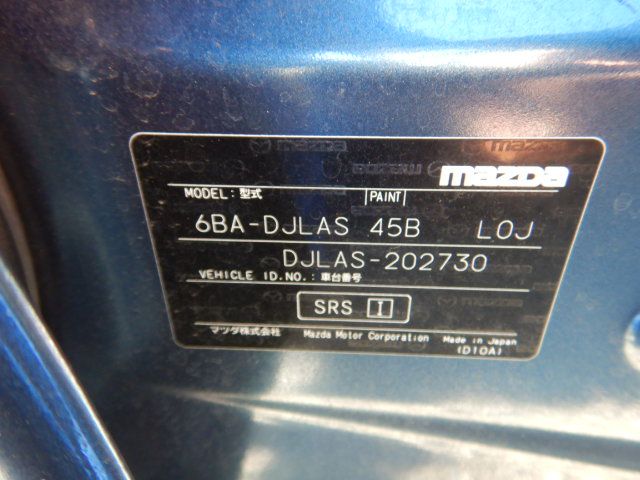 mazda
MODEL: 型式 PAINT
6BA-DJLAS 45B L0J
DJLAS-202730
VEHICLE ID.NO.: 車台番号
SRS I
マツダ株式会社 Mazda Motor Corporation Made in Japan
(D10A)